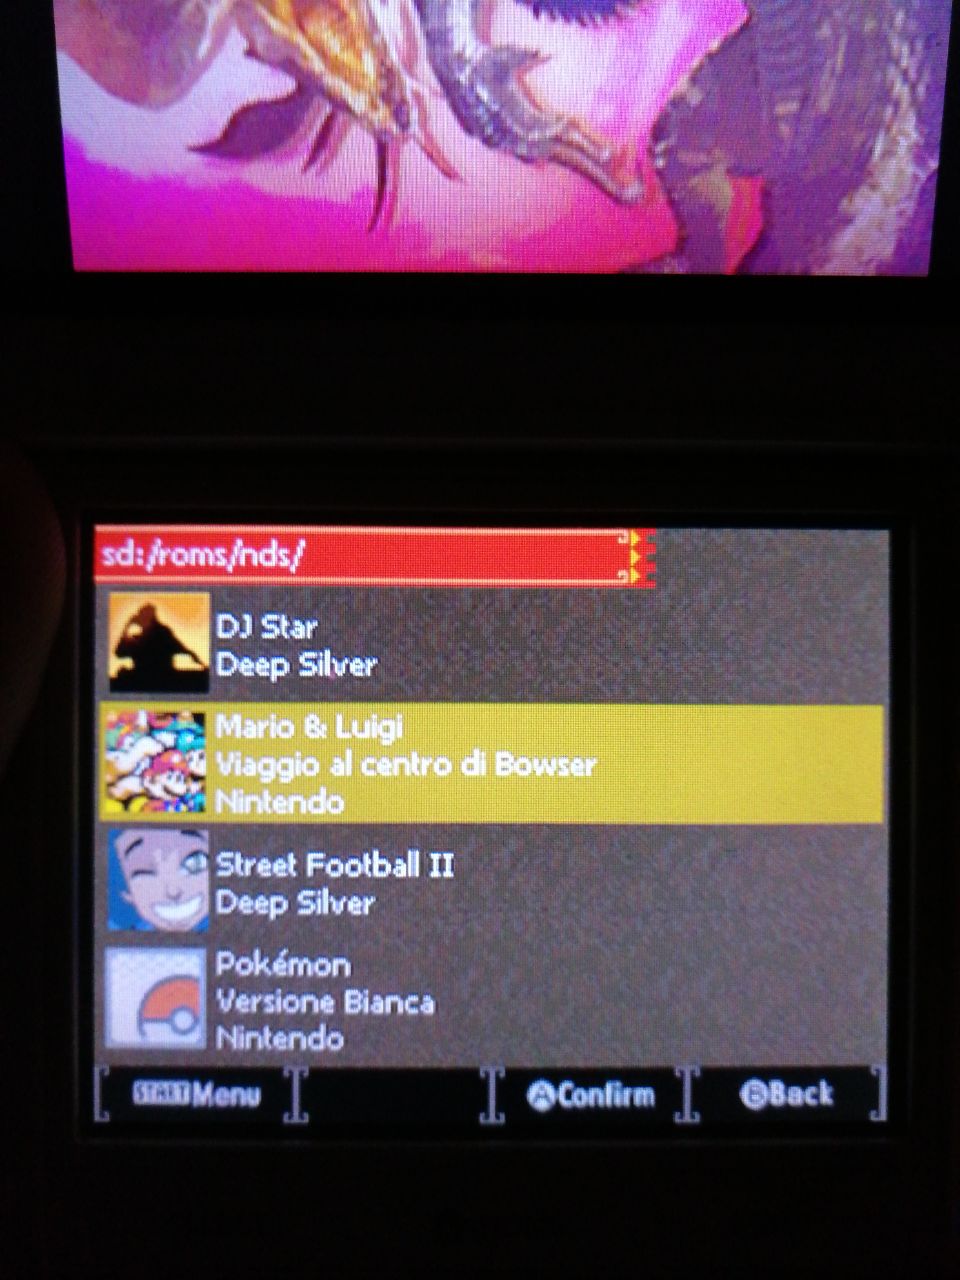 sd:/roms/nds/
DJ Star
Deep Silver
Mario & Luigi
Viaggio al centro di Bowser
Nintendo
Street Football II
Deep Silver
Pokémon
Versione Bianca
Nintendo
START Menu
A Confirm
B Back